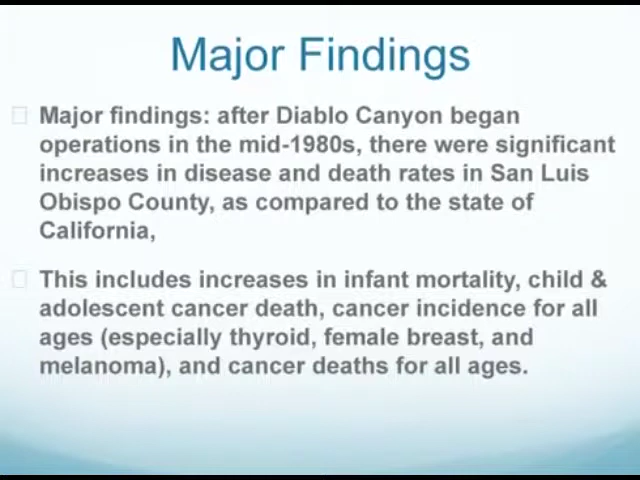 Major Findings
Major findings: after Diablo Canyon began
operations in the mid-1980s, there were significant
increases in disease and death rates in San Luis
Obispo County, as compared to the state of
California,
This includes increases in infant mortality, child &
adolescent cancer death, cancer incidence for all
ages (especially thyroid, female breast, and
melanoma), and cancer deaths for all ages.